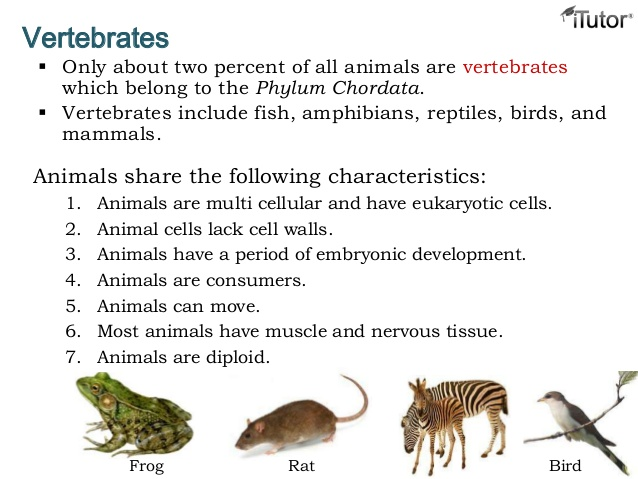 iTutor
Vertebrates
▪ Only about two percent of all animals are vertebrates
which belong to the Phylum Chordata.
▪ Vertebrates include fish, amphibians, reptiles, birds, and
mammals.
Animals share the following characteristics:
1. Animals are multi cellular and have eukaryotic cells.
2. Animal cells lack cell walls.
3. Animals have a period of embryonic development.
4. Animals are consumers.
5. Animals can move.
6. Most animals have muscle and nervous tissue.
7. Animals are diploid.
Frog Rat Bird